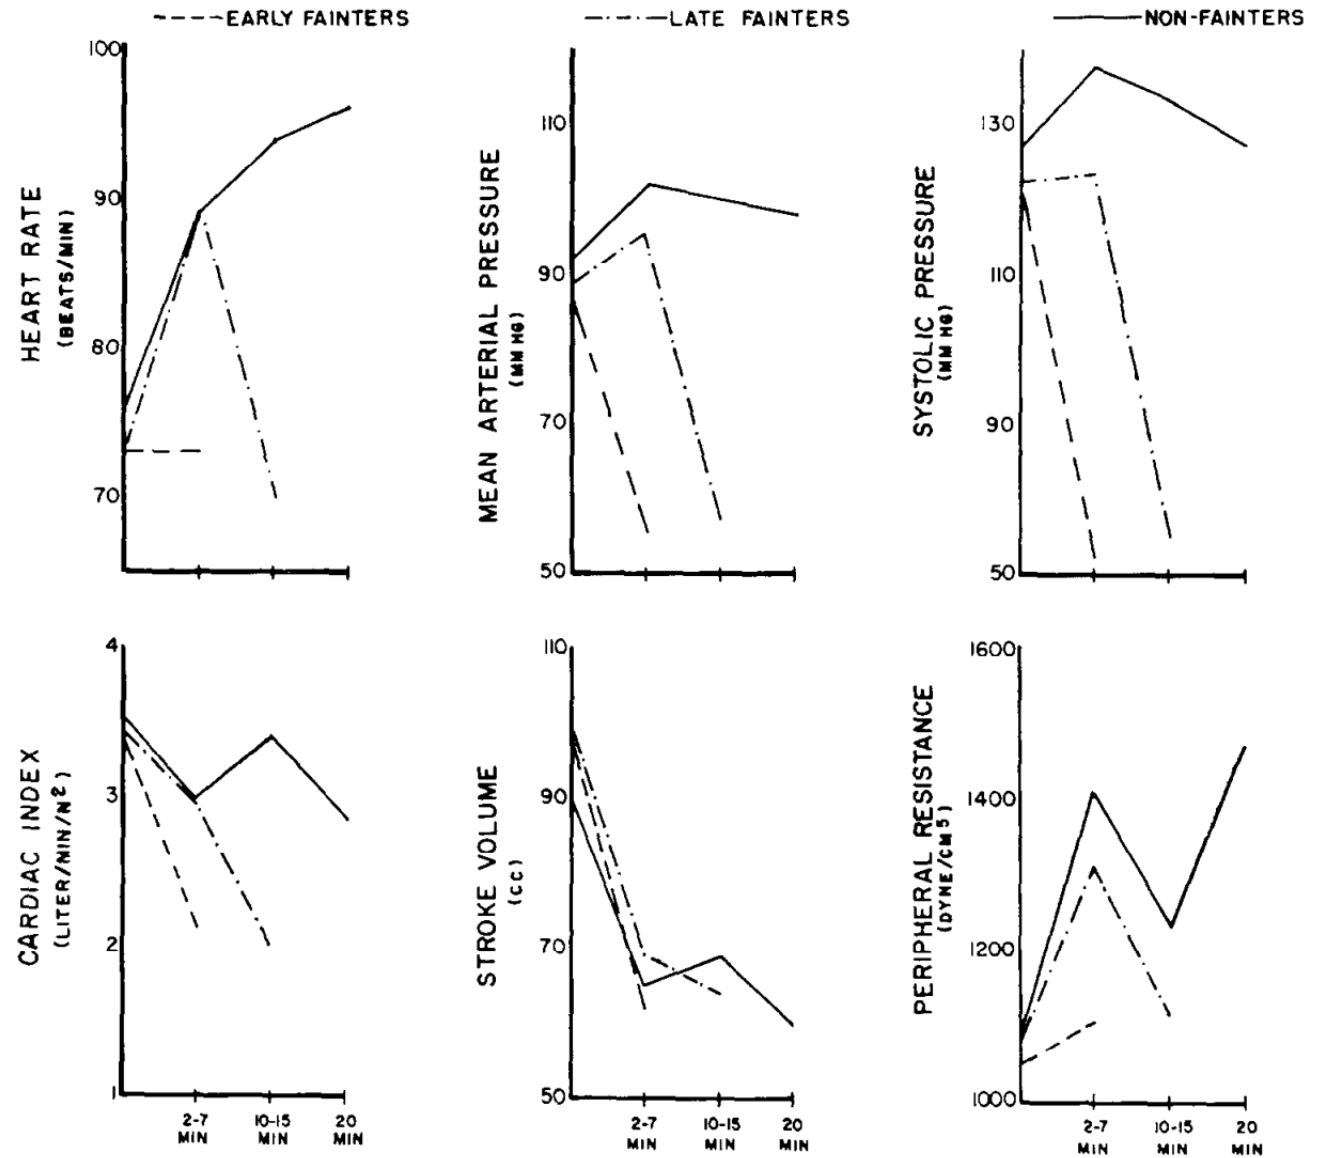 EARLY FAINTERS
LATE FAINTERS
NON-FAINTERS
HEART RATE
(BEATS/MIN)
100
90
80
70
MEAN ARTERIAL PRESSURE
(MM HG)
110
90
70
50
SYSTOLIC PRESSURE
(MM HG)
130
110
90
50
CARDIAC INDEX
(LITER/MIN/M²)
4
3
2
1
2-7 MIN
10-15 MIN
20 MIN
STROKE VOLUME
(CC)
110
90
70
50
2-7 MIN
10-15 MIN
20 MIN
PERIPHERAL RESISTANCE
(DYNE/CM⁵)
1600
1400
1200
1000
2-7 MIN
10-15 MIN
20 MIN